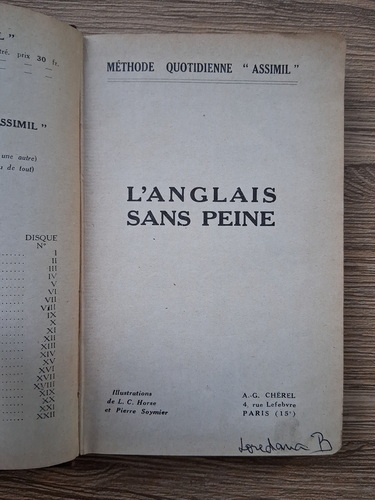 L"
prix 30 fr.
SSIMIL"
une autre)
de tout)
DISQUE
N°
I
II
III
IV
V
VI
VII
VIII
IX
X
XI
XII
XIII
XIV
XV
XVI
XVII
XVIII
XIX
XX
XXI
XXII
MÉTHODE QUOTIDIENNE "ASSIMIL"
L'ANGLAIS
SANS PEINE
Illustrations
de L. C. Horse
et Pierre Soymier
A.-G. CHÉREL
4, rue Lefebvre
PARIS (15e)
Loredana B